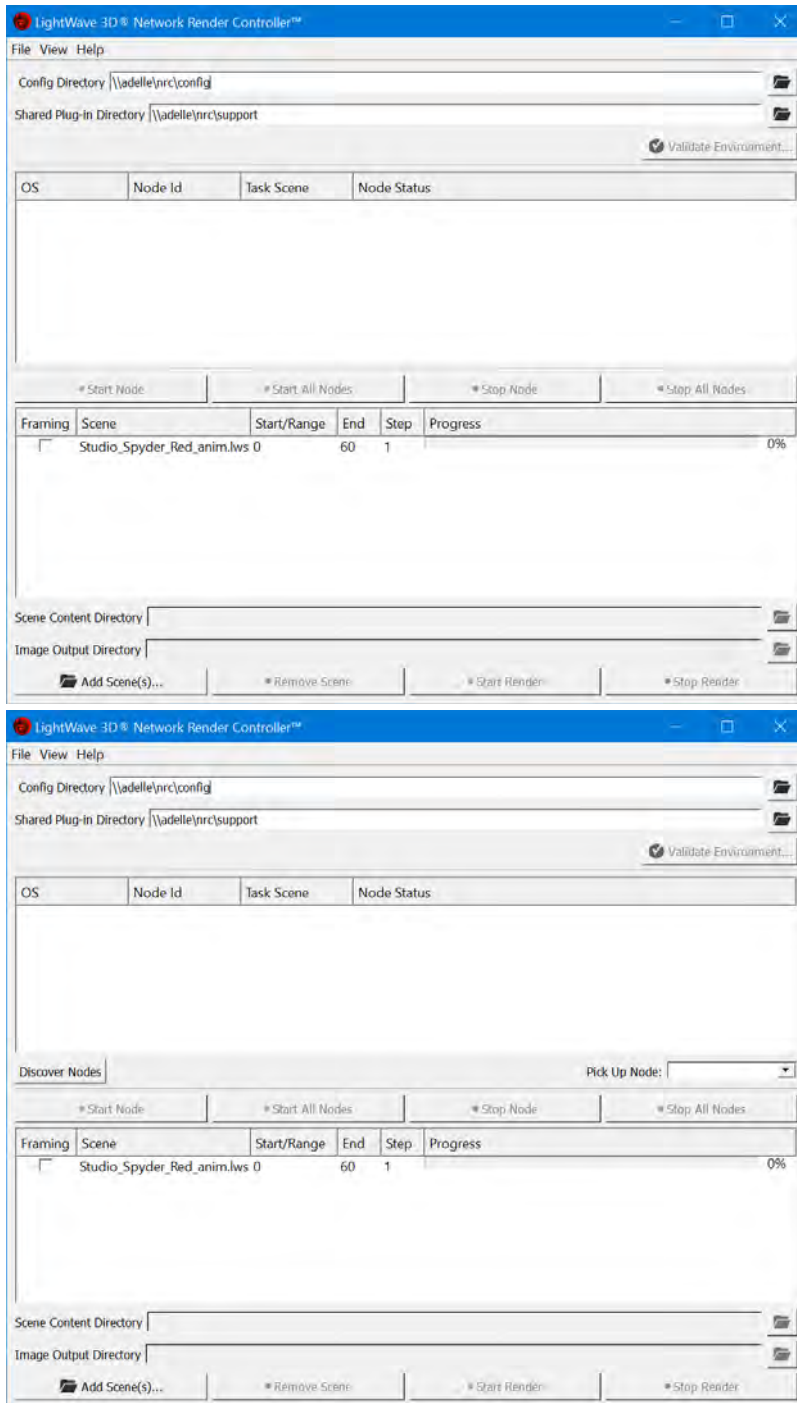 LightWave 3D® Network Render Controller™
File View Help
Config Directory \\adelle\nrc\config
Shared Plug-in Directory \\adelle\nrc\support
Validate Environment...
OS Node Id Task Scene Node Status
Start Node Start All Nodes Stop Node Stop All Nodes
Framing Scene Start/Range End Step Progress
Studio_Spyder_Red_anim.lws 0 60 1 0%
Scene Content Directory
Image Output Directory
Add Scene(s)... Remove Scene Start Render Stop Render
LightWave 3D® Network Render Controller™
File View Help
Config Directory \\adelle\nrc\config
Shared Plug-in Directory \\adelle\nrc\support
Validate Environment...
OS Node Id Task Scene Node Status
Discover Nodes Pick Up Node:
Start Node Start All Nodes Stop Node Stop All Nodes
Framing Scene Start/Range End Step Progress
Studio_Spyder_Red_anim.lws 0 60 1 0%
Scene Content Directory
Image Output Directory
Add Scene(s)... Remove Scene Start Render Stop Render